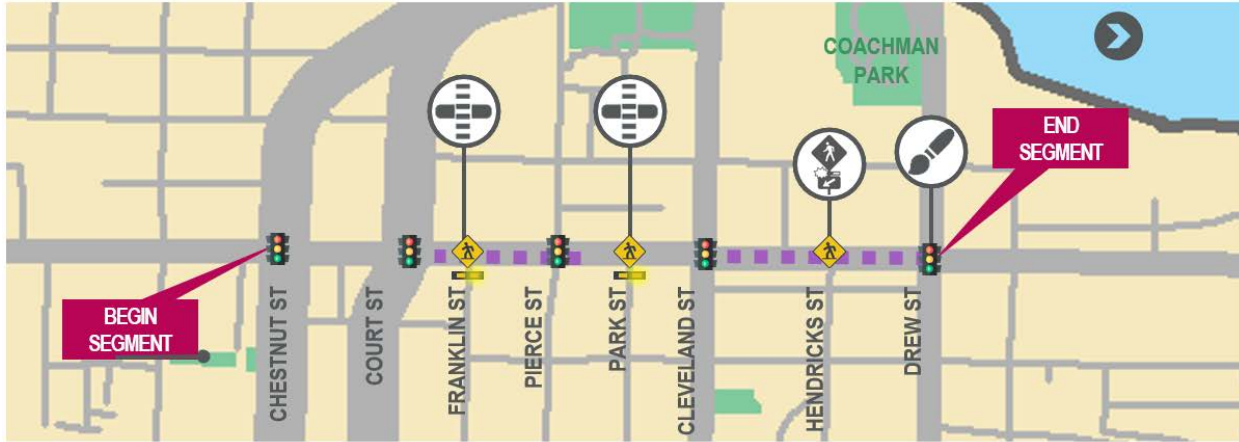 COACHMAN
PARK
END
SEGMENT
BEGIN
SEGMENT
CHESTNUT ST
COURT ST
FRANKLIN ST
PIERCE ST
PARK ST
CLEVELAND ST
HENDRICKS ST
DREW ST